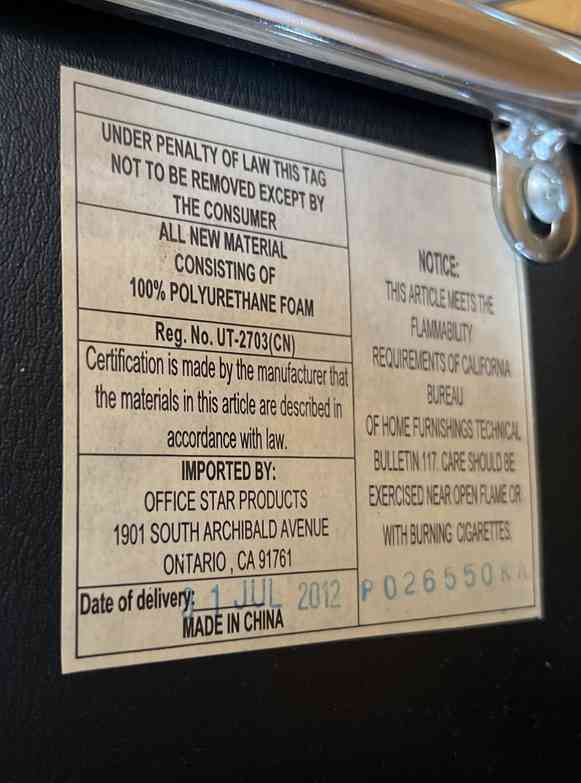 UNDER PENALTY OF LAW THIS TAG
NOT TO BE REMOVED EXCEPT BY
THE CONSUMER
ALL NEW MATERIAL
CONSISTING OF
100% POLYURETHANE FOAM
Reg. No. UT-2703(CN)
Certification is made by the manufacturer that
the materials in this article are described in
accordance with law.
IMPORTED BY:
OFFICE STAR PRODUCTS
1901 SOUTH ARCHIBALD AVENUE
ONTARIO , CA 91761
Date of delivery: JUL 2012
MADE IN CHINA
NOTICE:
THIS ARTICLE MEETS THE
FLAMMABILITY
REQUIREMENTS OF CALIFORNIA
BUREAU
OF HOME FURNISHINGS TECHNICAL
BULLETIN 117. CARE SHOULD BE
EXERCISED NEAR OPEN FLAME OR
WITH BURNING CIGARETTES.